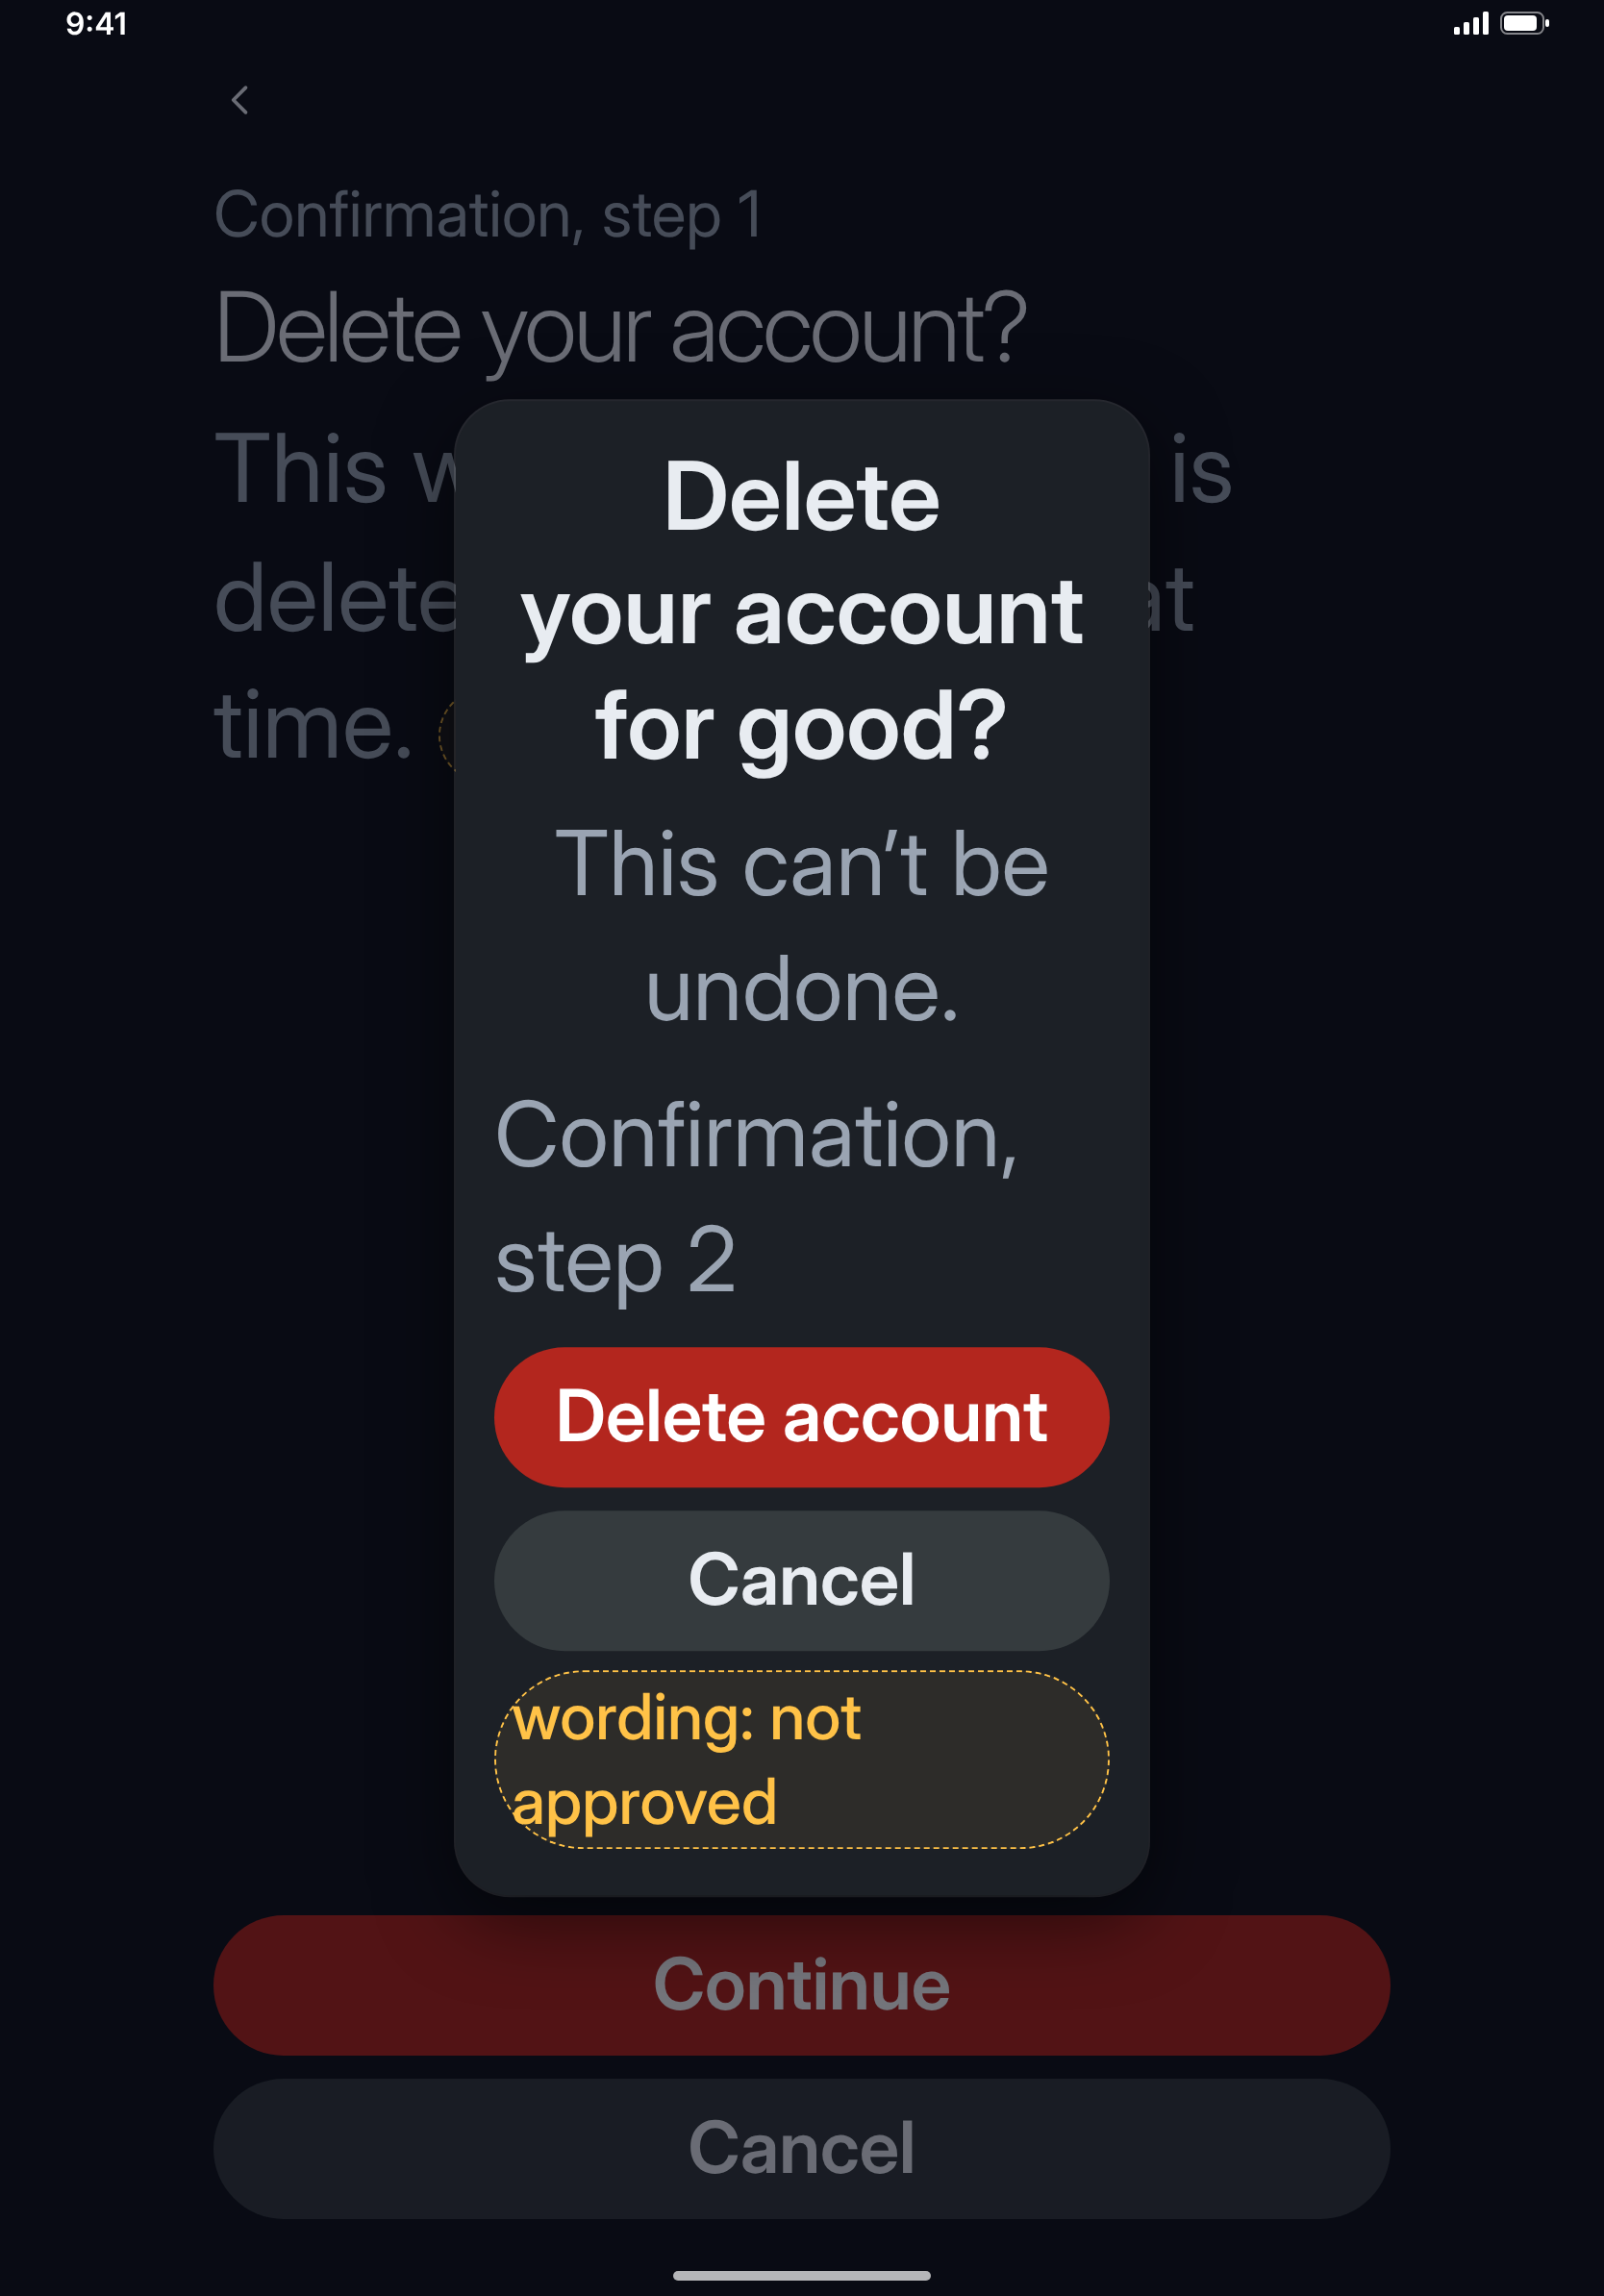 9:41
Confirmation, step 1
Delete your account?
This is
delete
time.
Delete
your account
for good?
This can’t be
undone.
Confirmation,
step 2
Delete account
Cancel
wording: not
approved
Continue
Cancel